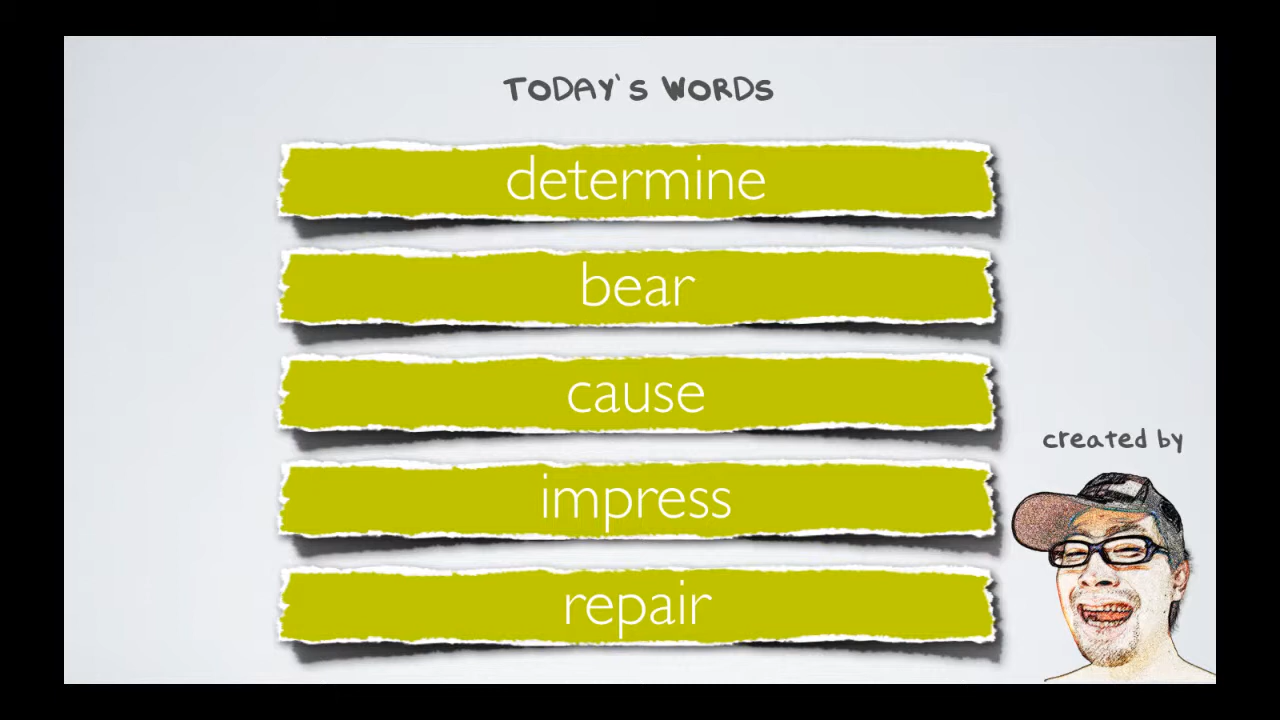 TODAY'S WORDS
determine
bear
cause
impress
repair
created by